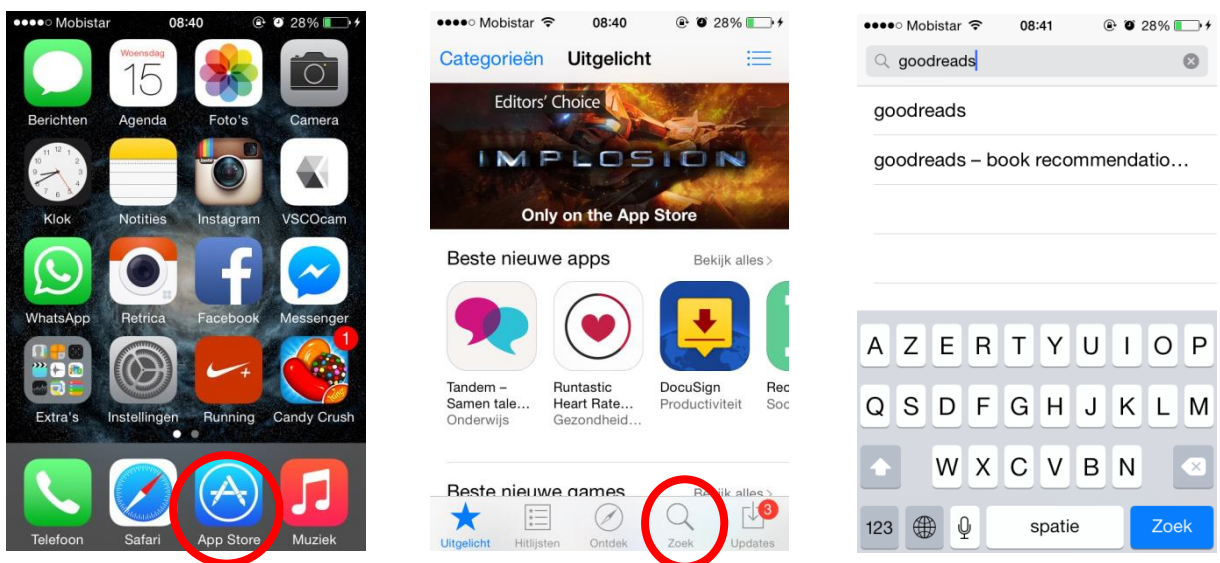 Mobistar 08:40 28%
Woensdag
15
Berichten Agenda Foto's Camera
Klok Notities Instagram VSCOcam
WhatsApp Retrica Facebook Messenger
1
Extra's Instellingen Running Candy Crush
Telefoon Safari App Store Muziek
Mobistar 08:40 28%
Categorieën Uitgelicht
Editors' Choice
IMPLOSION
Only on the App Store
Beste nieuwe apps Bekijk alles >
Tandem – Runtastic DocuSign Rec
Samen tale... Heart Rate... Productiviteit Soc
Onderwijs Gezondheid...
Beste nieuwe games Bekijk alles >
3
Uitgelicht Hitlijsten Ontdek Zoek Updates
Mobistar 08:41 28%
goodreads
goodreads
goodreads – book recommendatio...
A Z E R T Y U I O P
Q S D F G H J K L M
W X C V B N
123 spatie Zoek